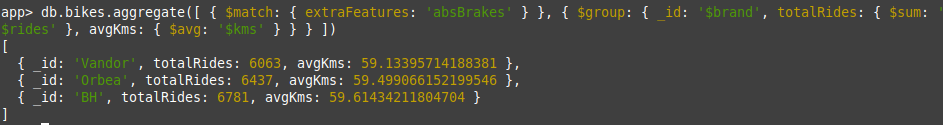 app> db.bikes.aggregate([ { $match: { extraFeatures: 'absBrakes' } }, { $group: { _id: '$brand', totalRides: { $sum: '
$rides' }, avgKms: { $avg: '$kms' } } } ])
[
  { _id: 'Vandor', totalRides: 6063, avgKms: 59.13395714188381 },
  { _id: 'Orbea', totalRides: 6437, avgKms: 59.499066152199546 },
  { _id: 'BH', totalRides: 6781, avgKms: 59.61434211804704 }
]